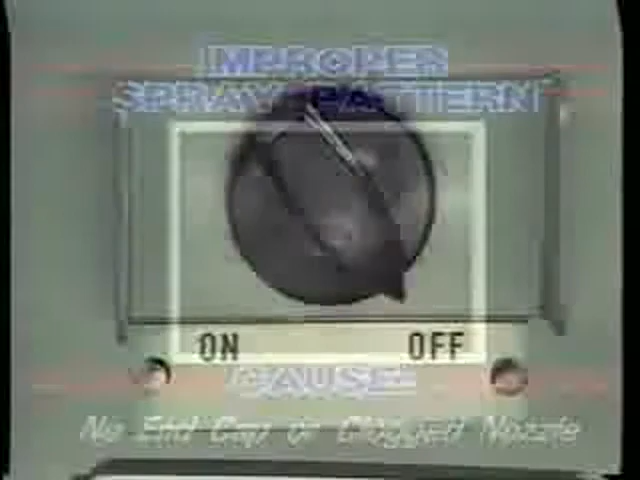 IMPROPER
SPRAY PATTERN
ON OFF
CAUSE:
No End Cap or Clogged Nozzle